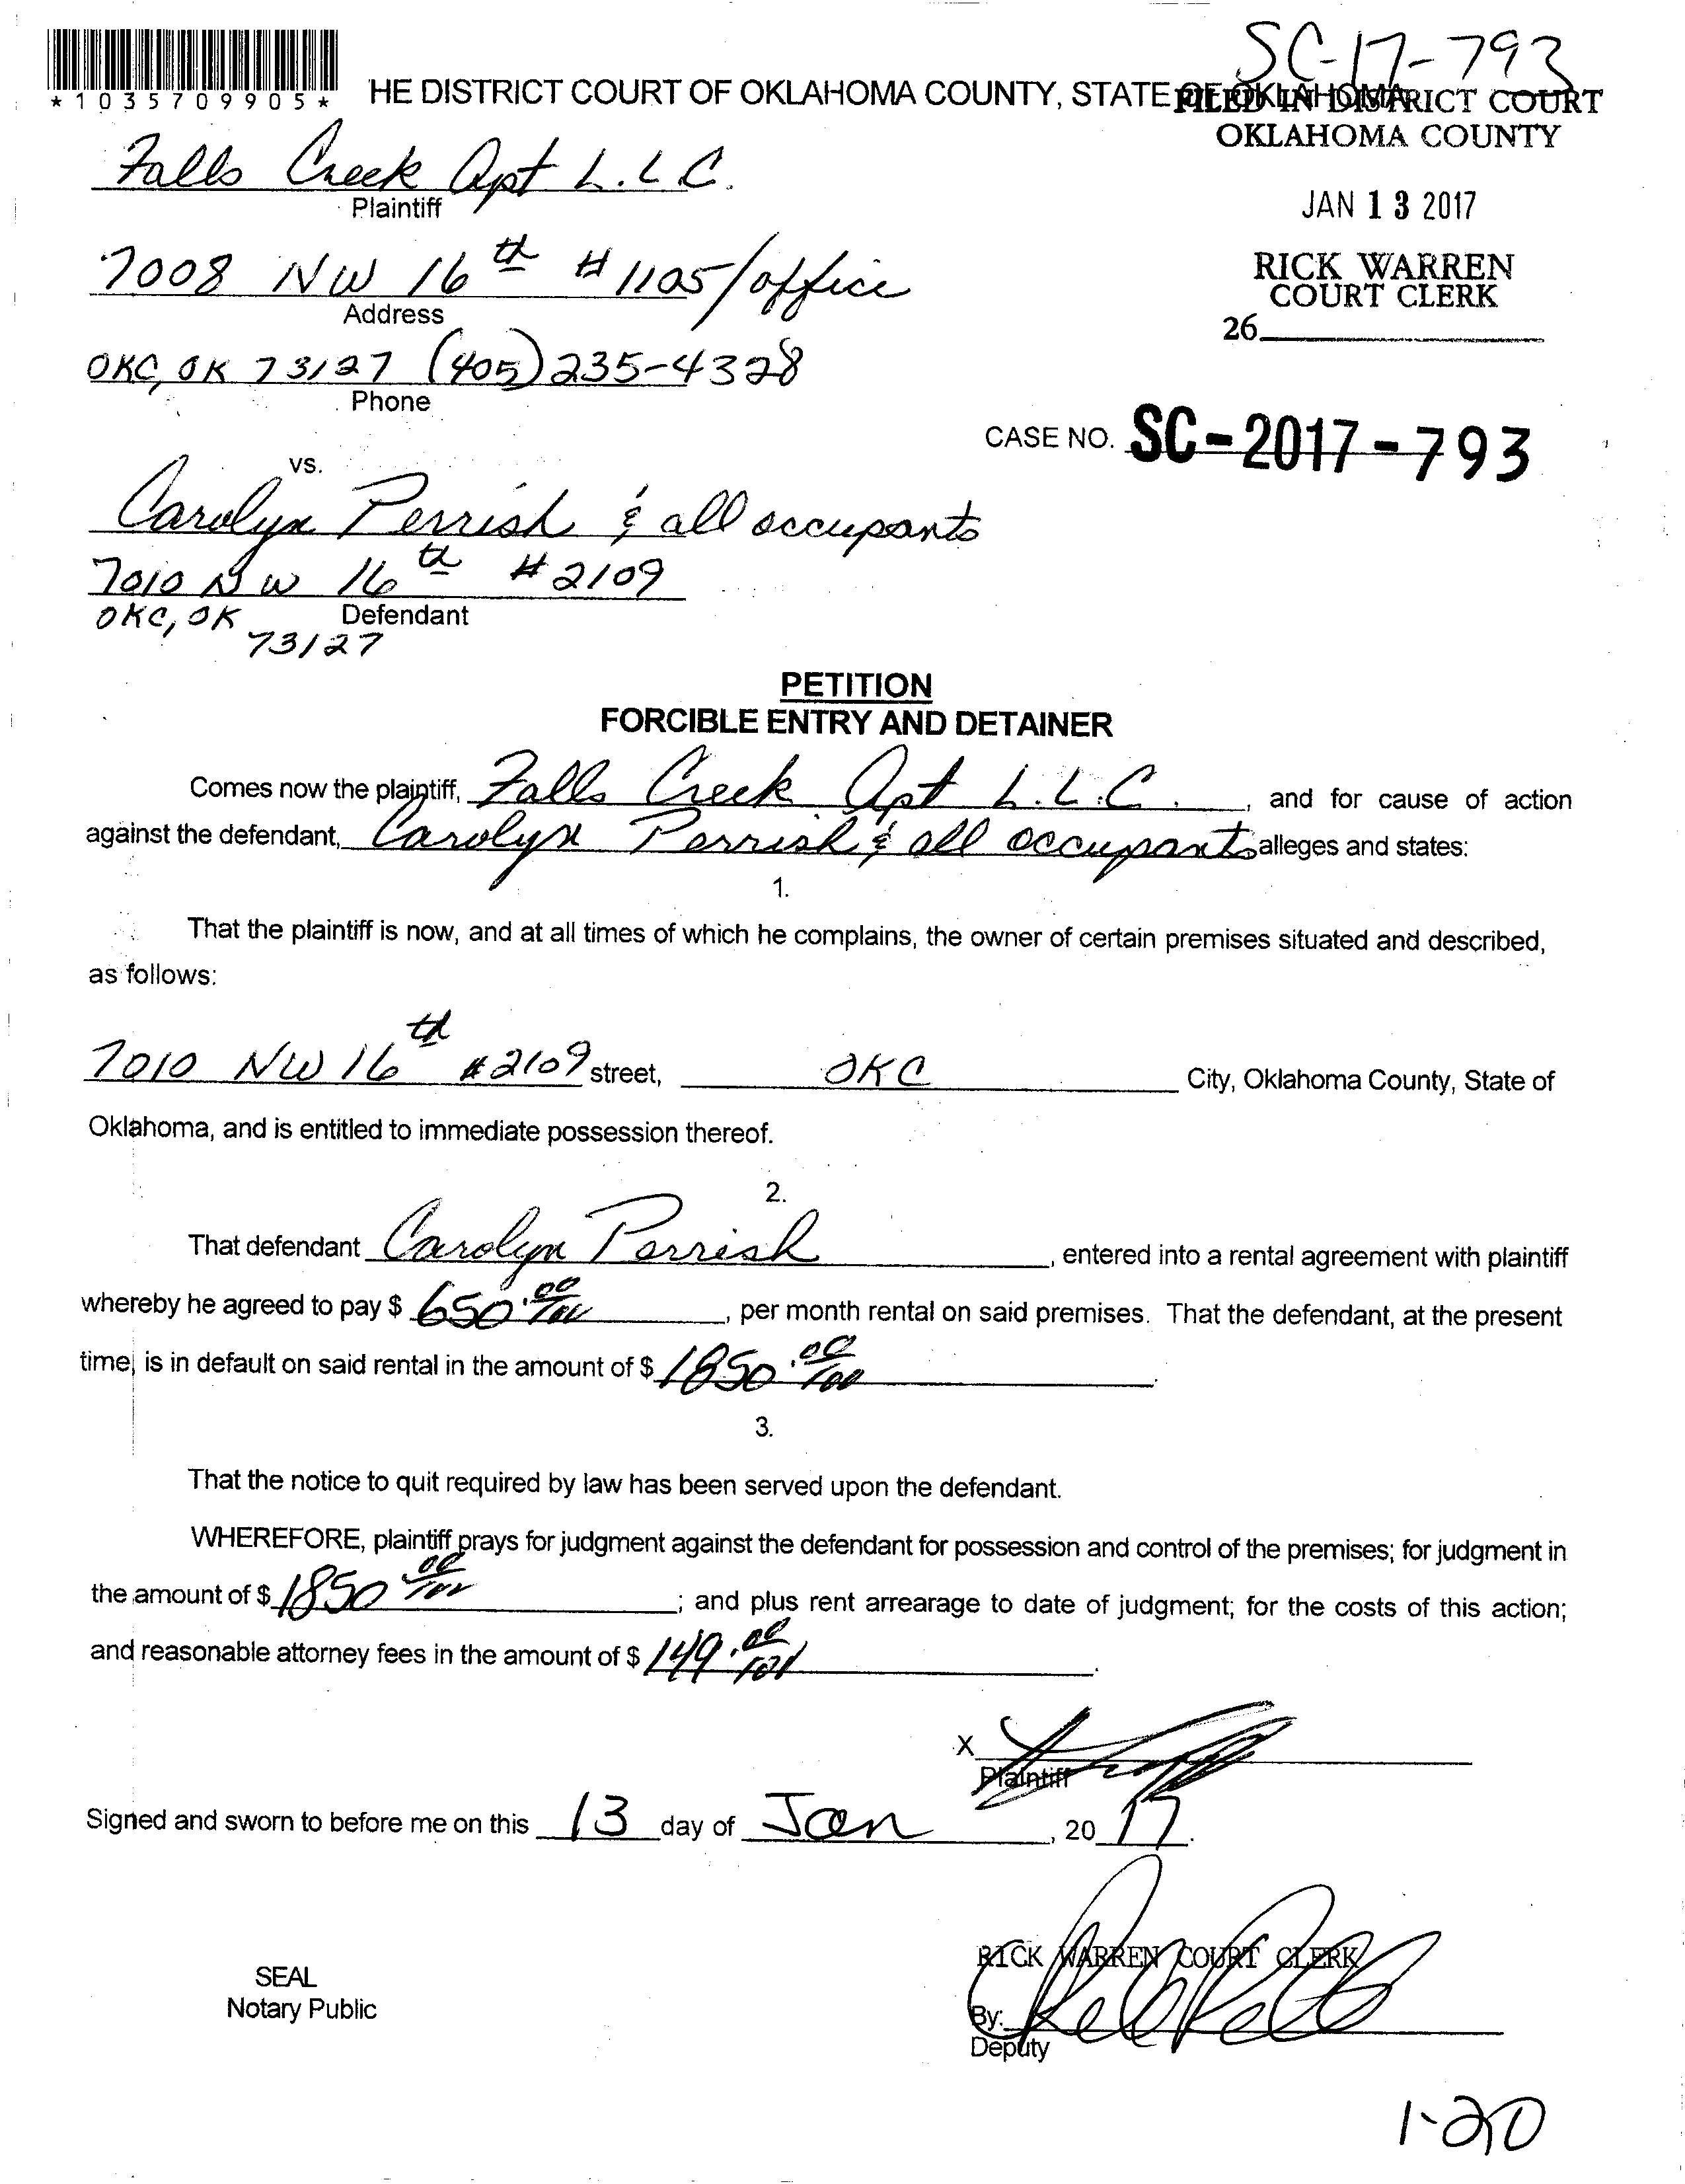 SC-17-793
*1035709905*
HE DISTRICT COURT OF OKLAHOMA COUNTY, STATE OF OKLAHOMA
FILED IN DISTRICT COURT
OKLAHOMA COUNTY
Falls Creek Apt L.L.C.
Plaintiff
JAN 13 2017
7008 NW 16th #1105/office
Address
RICK WARREN
COURT CLERK
26
OKC, OK 73127 (405) 235-4328
Phone
CASE NO. SC-2017-793
vs.
Carolyn Perrish & all occupants
7010 NW 16th #2109
OKC, OK Defendant
73127
PETITION
FORCIBLE ENTRY AND DETAINER
Comes now the plaintiff, Falls Creek Apt L.L.C., and for cause of action
against the defendant, Carolyn Perrish & all occupants alleges and states:
1.
That the plaintiff is now, and at all times of which he complains, the owner of certain premises situated and described,
as follows:
7010 NW 16th #2109 street, OKC City, Oklahoma County, State of
Oklahoma, and is entitled to immediate possession thereof.
2.
That defendant Carolyn Perrish, entered into a rental agreement with plaintiff
whereby he agreed to pay $ 650.00/100, per month rental on said premises. That the defendant, at the present
time, is in default on said rental in the amount of $ 1850.00/100.
3.
That the notice to quit required by law has been served upon the defendant.
WHEREFORE, plaintiff prays for judgment against the defendant for possession and control of the premises; for judgment in
the amount of $ 1850 00/100; and plus rent arrearage to date of judgment; for the costs of this action;
and reasonable attorney fees in the amount of $ 149.00/100.
X
Plaintiff
Signed and sworn to before me on this 13 day of Jan, 2017.
RICK WARREN COURT CLERK
SEAL
Notary Public
By:
Deputy
1-20